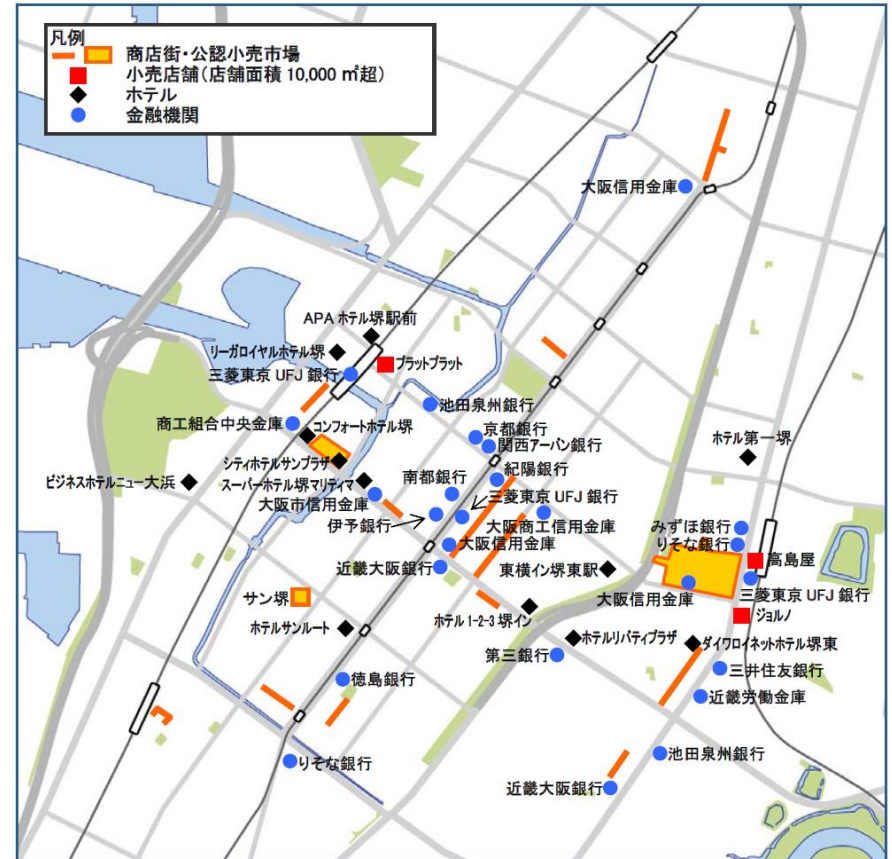 凡例
商店街・公認小売市場
小売店舗(店舗面積 10,000 ㎡超)
ホテル
金融機関
大阪信用金庫
APA ホテル堺駅前
リーガロイヤルホテル堺
プラットプラット
三菱東京 UFJ 銀行
池田泉州銀行
商工組合中央金庫
コンフォートホテル堺
京都銀行
関西アーバン銀行
ホテル第一堺
シティホテルサンプラザ
紀陽銀行
ビジネスホテルニュー大浜
スーパーホテル堺マリティマ
南都銀行
三菱東京 UFJ 銀行
大阪市信用金庫
伊予銀行
大阪商工信用金庫
みずほ銀行
大阪信用金庫
りそな銀行
高島屋
近畿大阪銀行
東横イン堺東駅
三菱東京 UFJ 銀行
サン堺
大阪信用金庫
ジョルノ
ホテルサンルート
ホテル 1-2-3 堺イン
ホテルリバティプラザ
ダイワロイネットホテル堺東
第三銀行
三井住友銀行
徳島銀行
近畿労働金庫
りそな銀行
池田泉州銀行
近畿大阪銀行